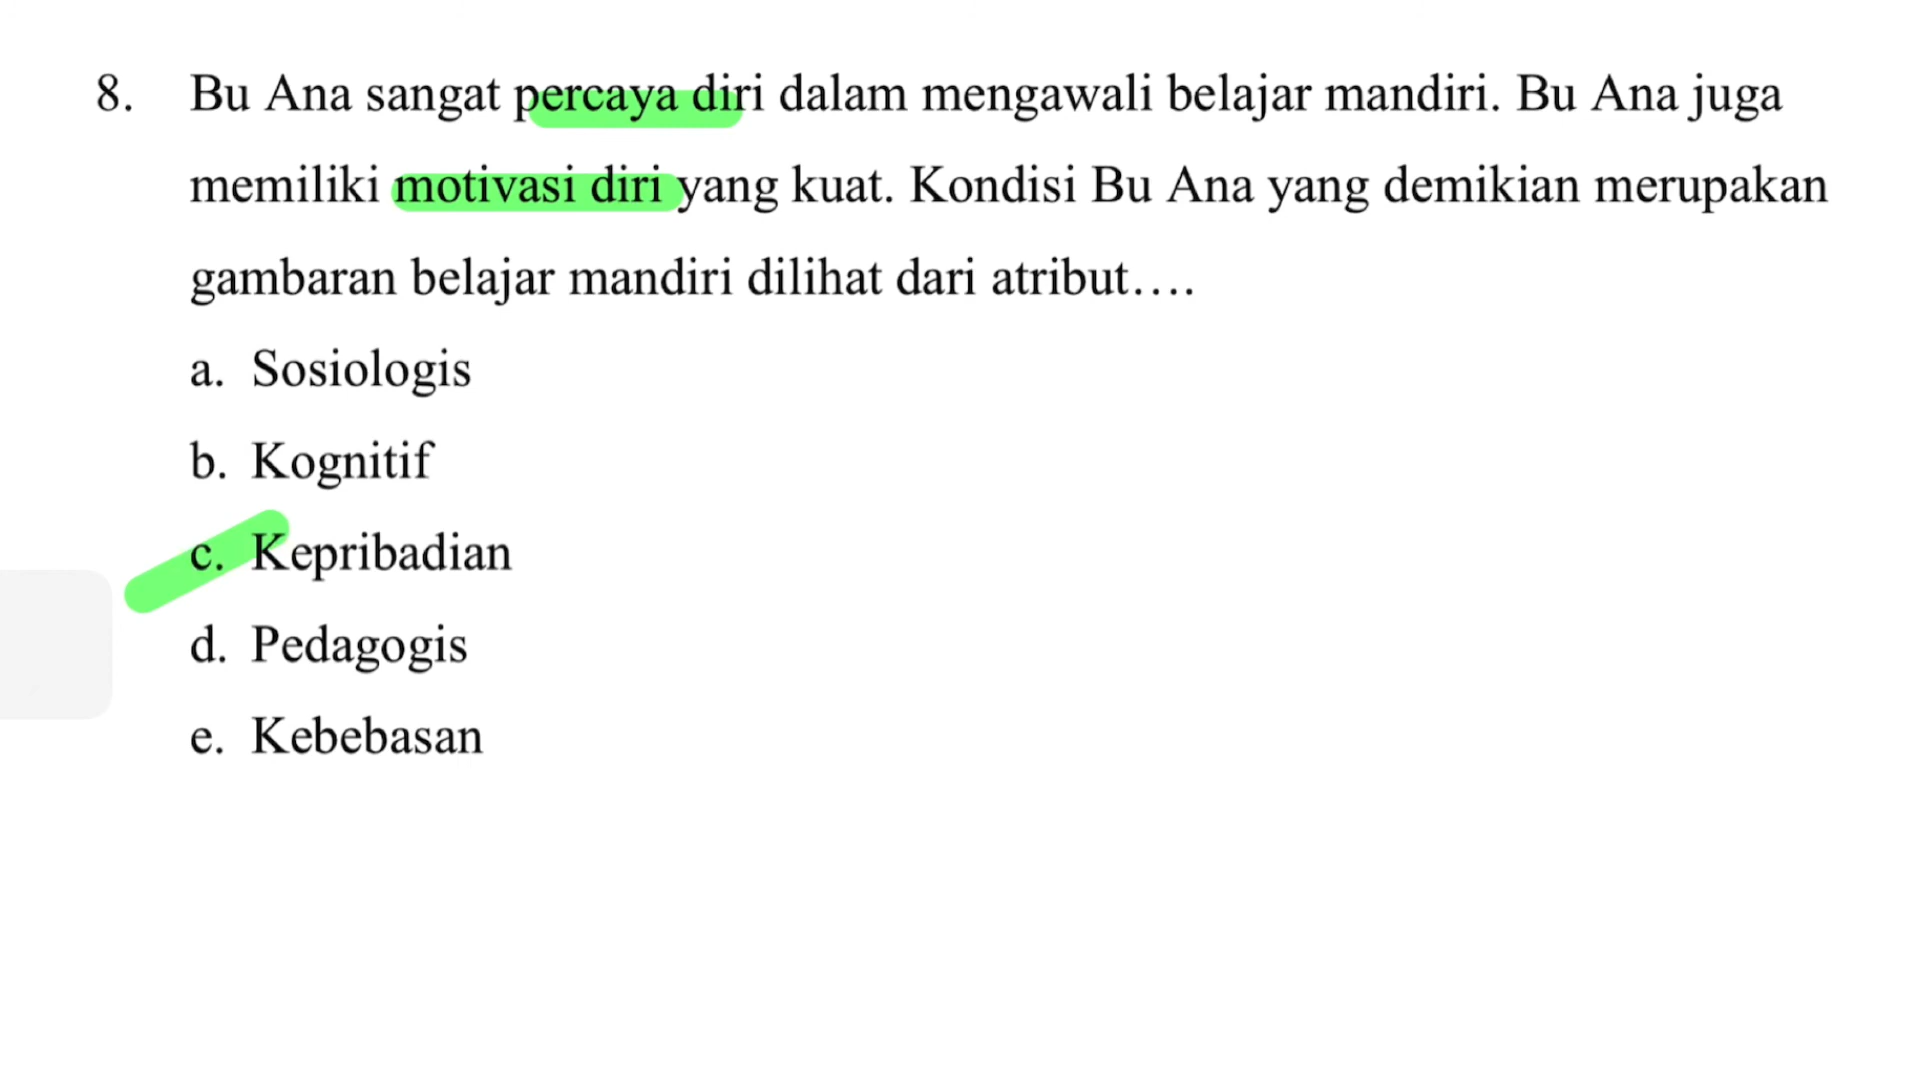 8. Bu Ana sangat percaya diri dalam mengawali belajar mandiri. Bu Ana juga
memiliki motivasi diri yang kuat. Kondisi Bu Ana yang demikian merupakan
gambaran belajar mandiri dilihat dari atribut….
a. Sosiologis
b. Kognitif
c. Kepribadian
d. Pedagogis
e. Kebebasan